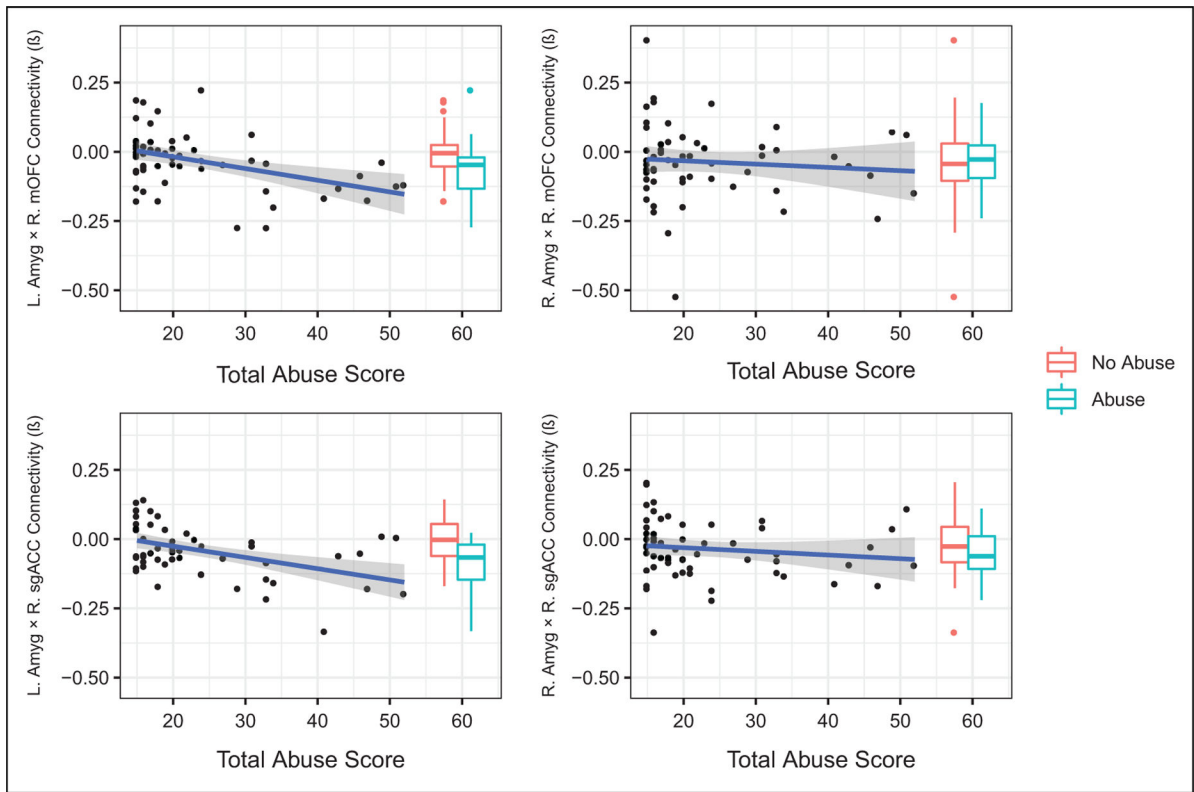 L. Amyg × R. mOFC Connectivity (ß)
0.25
0.00
−0.25
−0.50
20 30 40 50 60
Total Abuse Score
R. Amyg × R. mOFC Connectivity (ß)
0.25
0.00
−0.25
−0.50
20 30 40 50 60
Total Abuse Score
No Abuse
Abuse
L. Amyg × R. sgACC Connectivity (ß)
0.25
0.00
−0.25
−0.50
20 30 40 50 60
Total Abuse Score
R. Amyg × R. sgACC Connectivity (ß)
0.25
0.00
−0.25
−0.50
20 30 40 50 60
Total Abuse Score